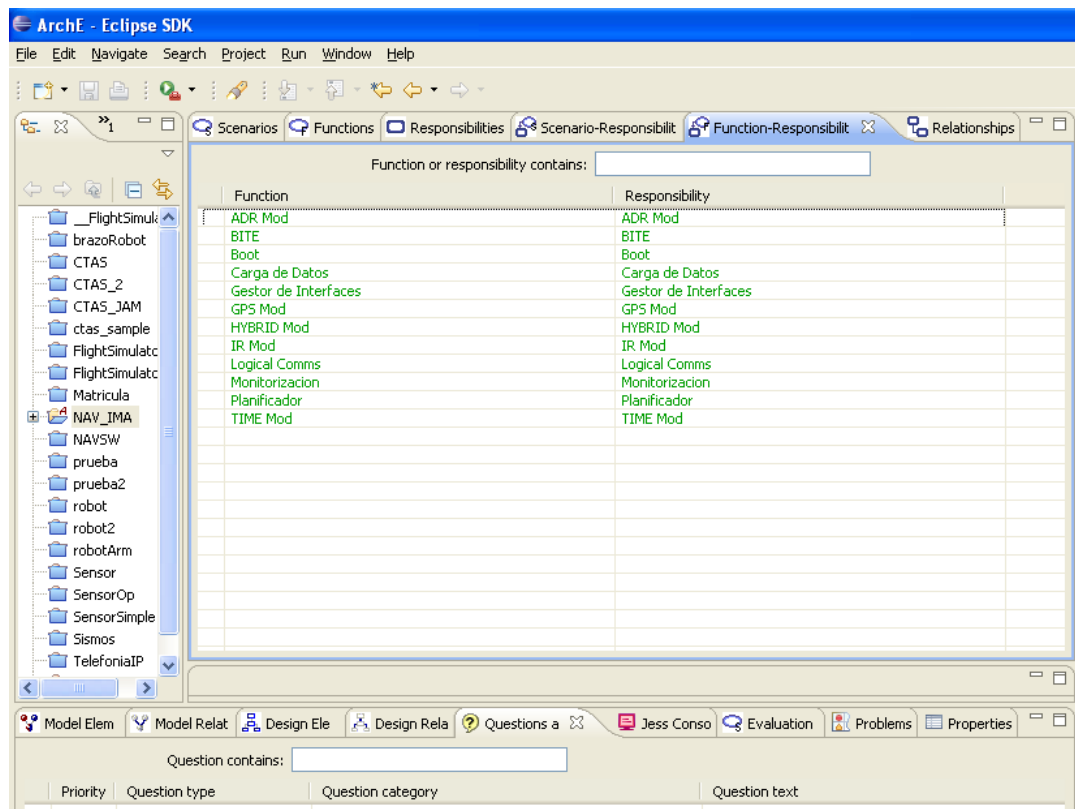 ArchE - Eclipse SDK
File Edit Navigate Search Project Run Window Help
»1
Scenarios Functions Responsibilities Scenario-Responsibilit Function-Responsibilit Relationships
Function or responsibility contains:
Function Responsibility
ADR Mod ADR Mod
BITE BITE
Boot Boot
Carga de Datos Carga de Datos
Gestor de Interfaces Gestor de Interfaces
GPS Mod GPS Mod
HYBRID Mod HYBRID Mod
IR Mod IR Mod
Logical Comms Logical Comms
Monitorizacion Monitorizacion
Planificador Planificador
TIME Mod TIME Mod
__FlightSimula
brazoRobot
CTAS
CTAS_2
CTAS_JAM
ctas_sample
FlightSimulatc
FlightSimulatc
Matricula
NAV_IMA
NAVSW
prueba
prueba2
robot
robot2
robotArm
Sensor
SensorOp
SensorSimple
Sismos
TelefoniaIP
Model Elem Model Relat Design Ele Design Rela Questions a Jess Conso Evaluation Problems Properties
Question contains:
Priority Question type Question category Question text